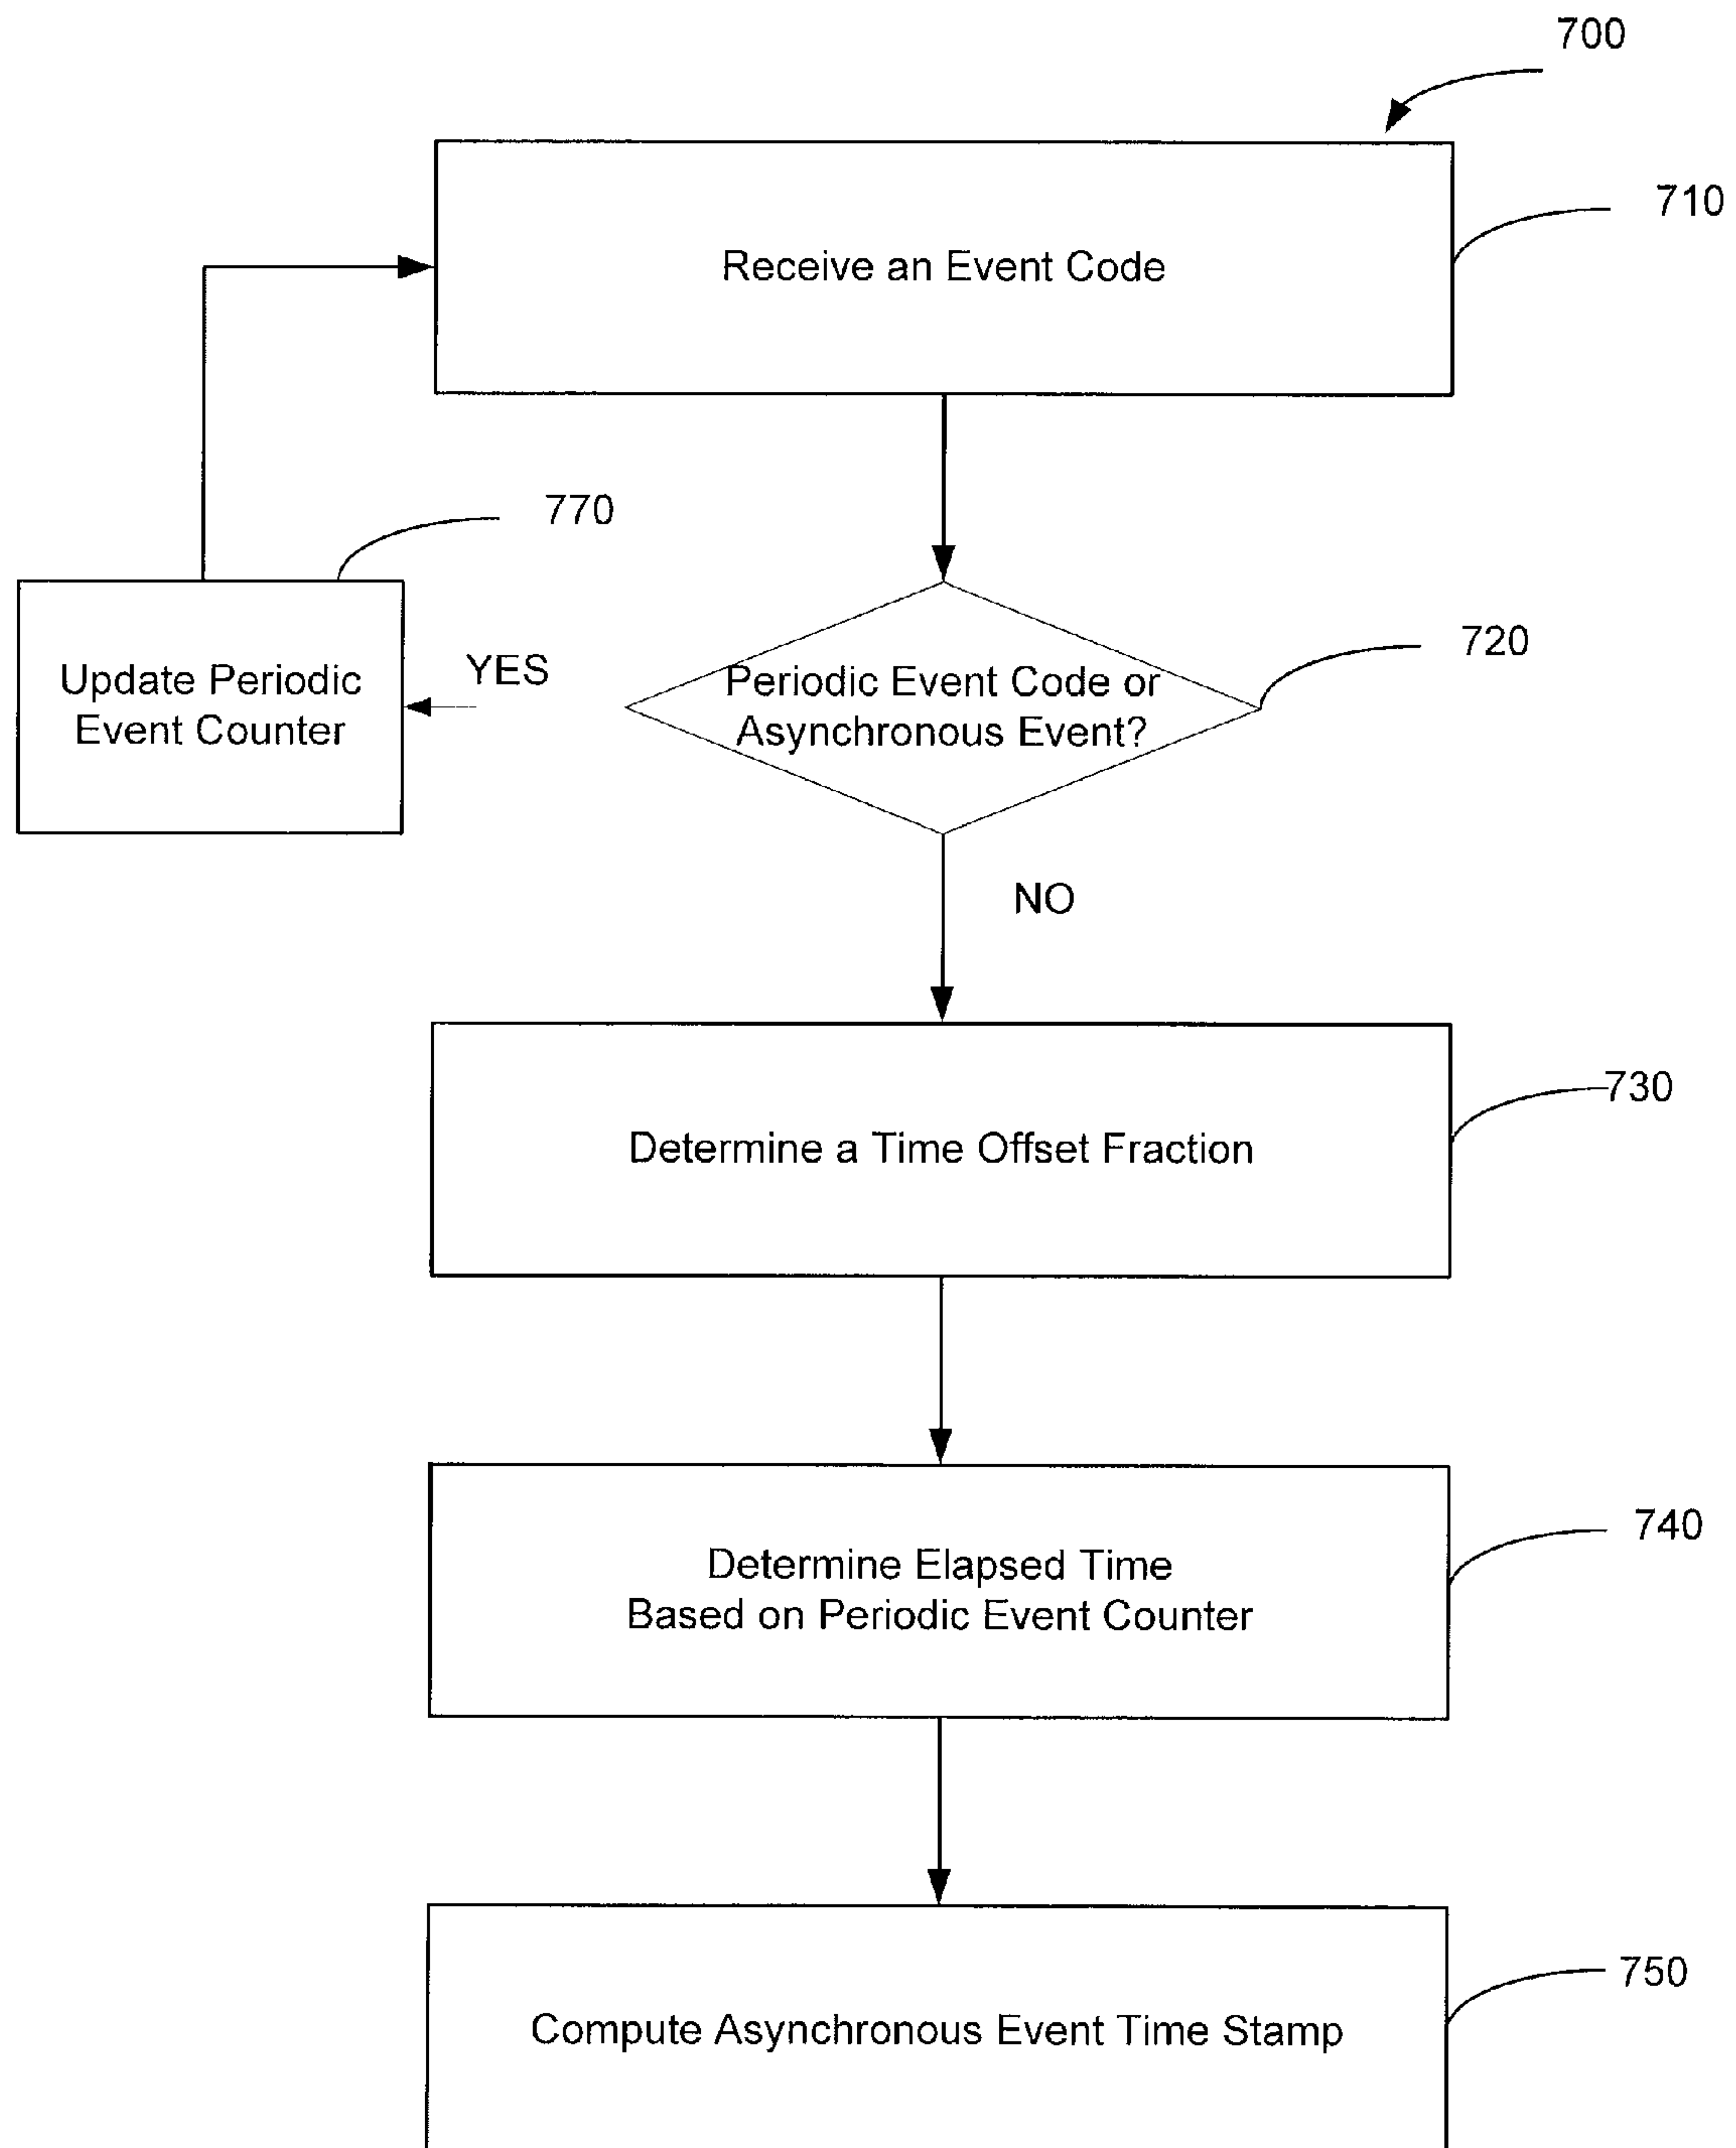 700
710
Receive an Event Code
770
720
Update Periodic
Event Counter
YES
Periodic Event Code or
Asynchronous Event?
NO
730
Determine a Time Offset Fraction
740
Determine Elapsed Time
Based on Periodic Event Counter
750
Compute Asynchronous Event Time Stamp